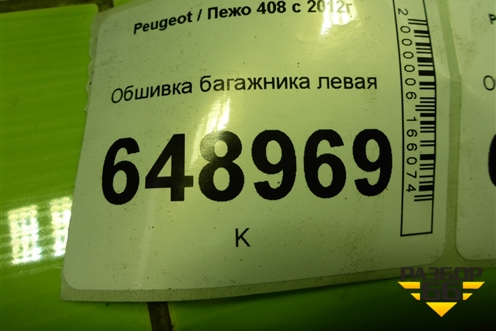 Peugeot / Пежо 408 с 2012г
Обшивка багажника левая
648969
К
2000006166074
РАЗБОР